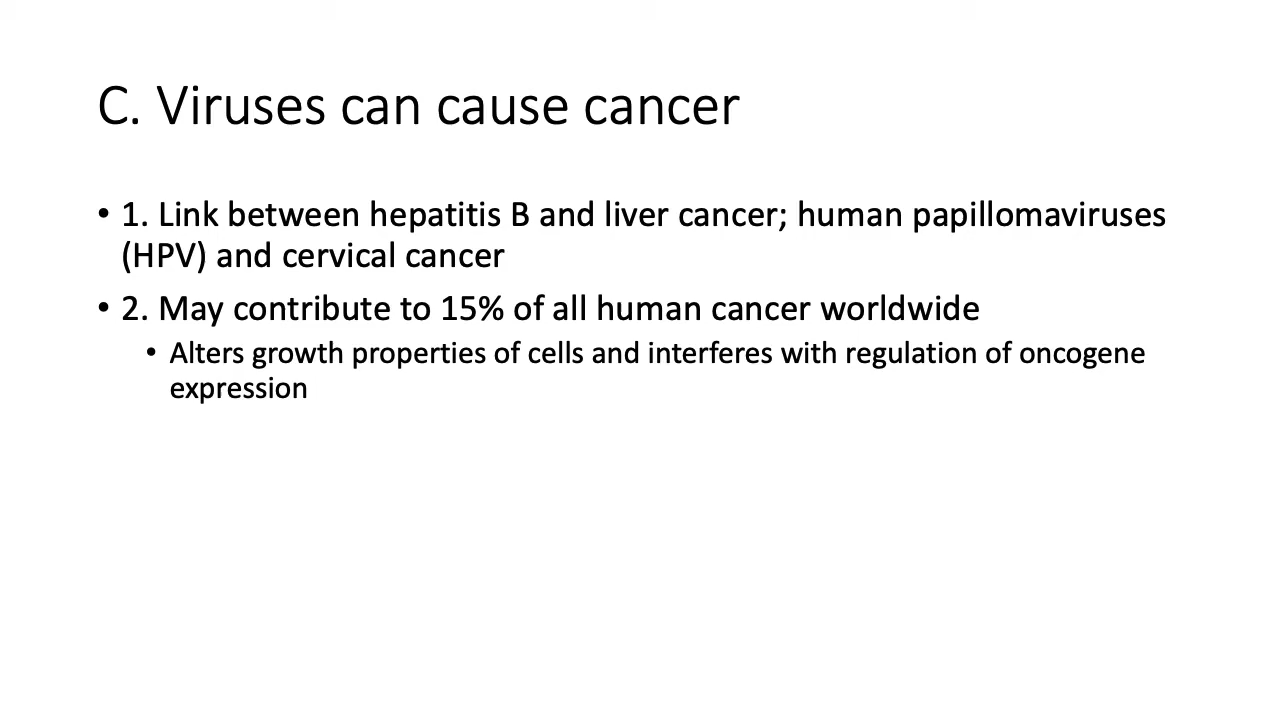 C. Viruses can cause cancer
• 1. Link between hepatitis B and liver cancer; human papillomaviruses
(HPV) and cervical cancer
• 2. May contribute to 15% of all human cancer worldwide
• Alters growth properties of cells and interferes with regulation of oncogene
expression